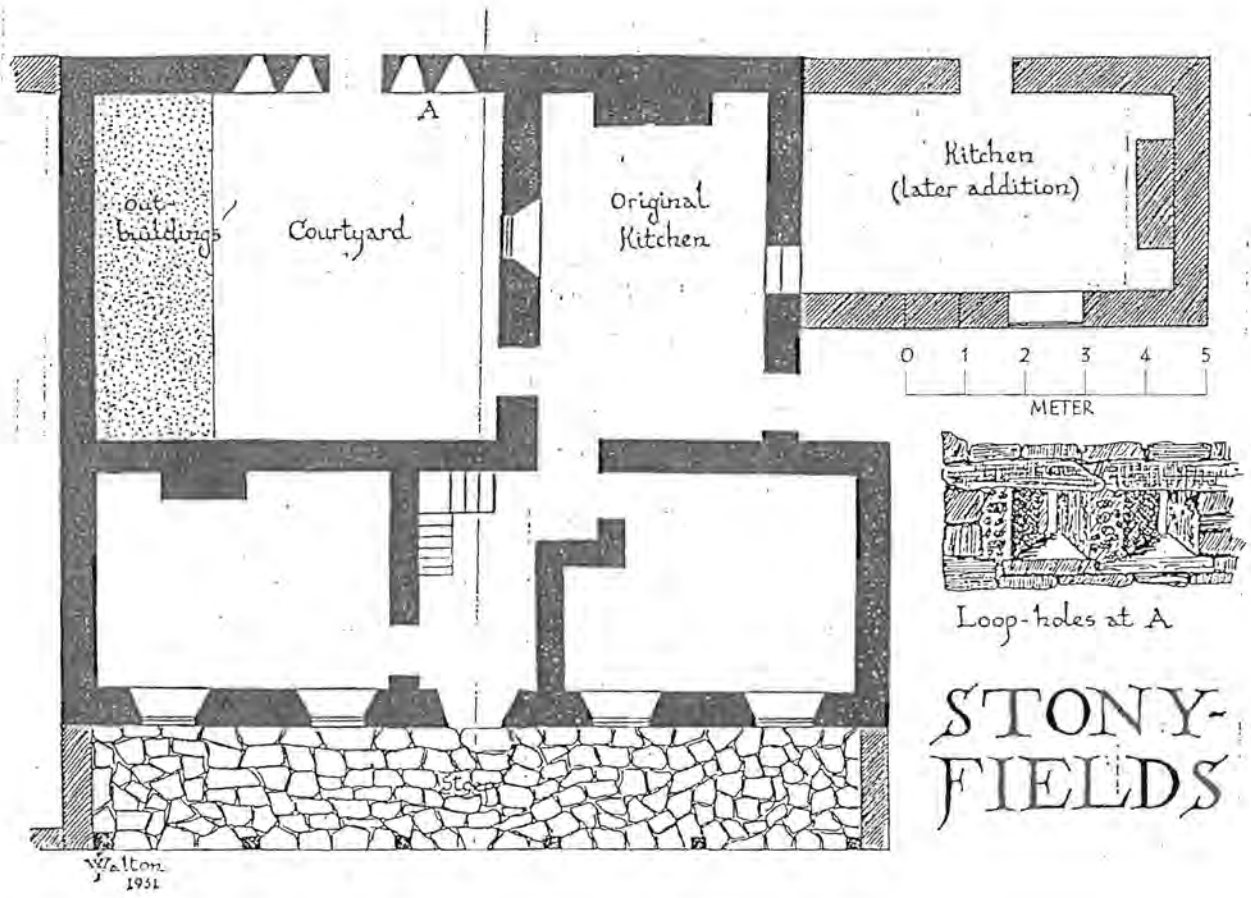 A
Out-
buildings
Courtyard
Original
Kitchen
Kitchen
(later addition)
0 1 2 3 4 5
METER
Loop-holes at A
STONY-
FIELDS
Walton
1951